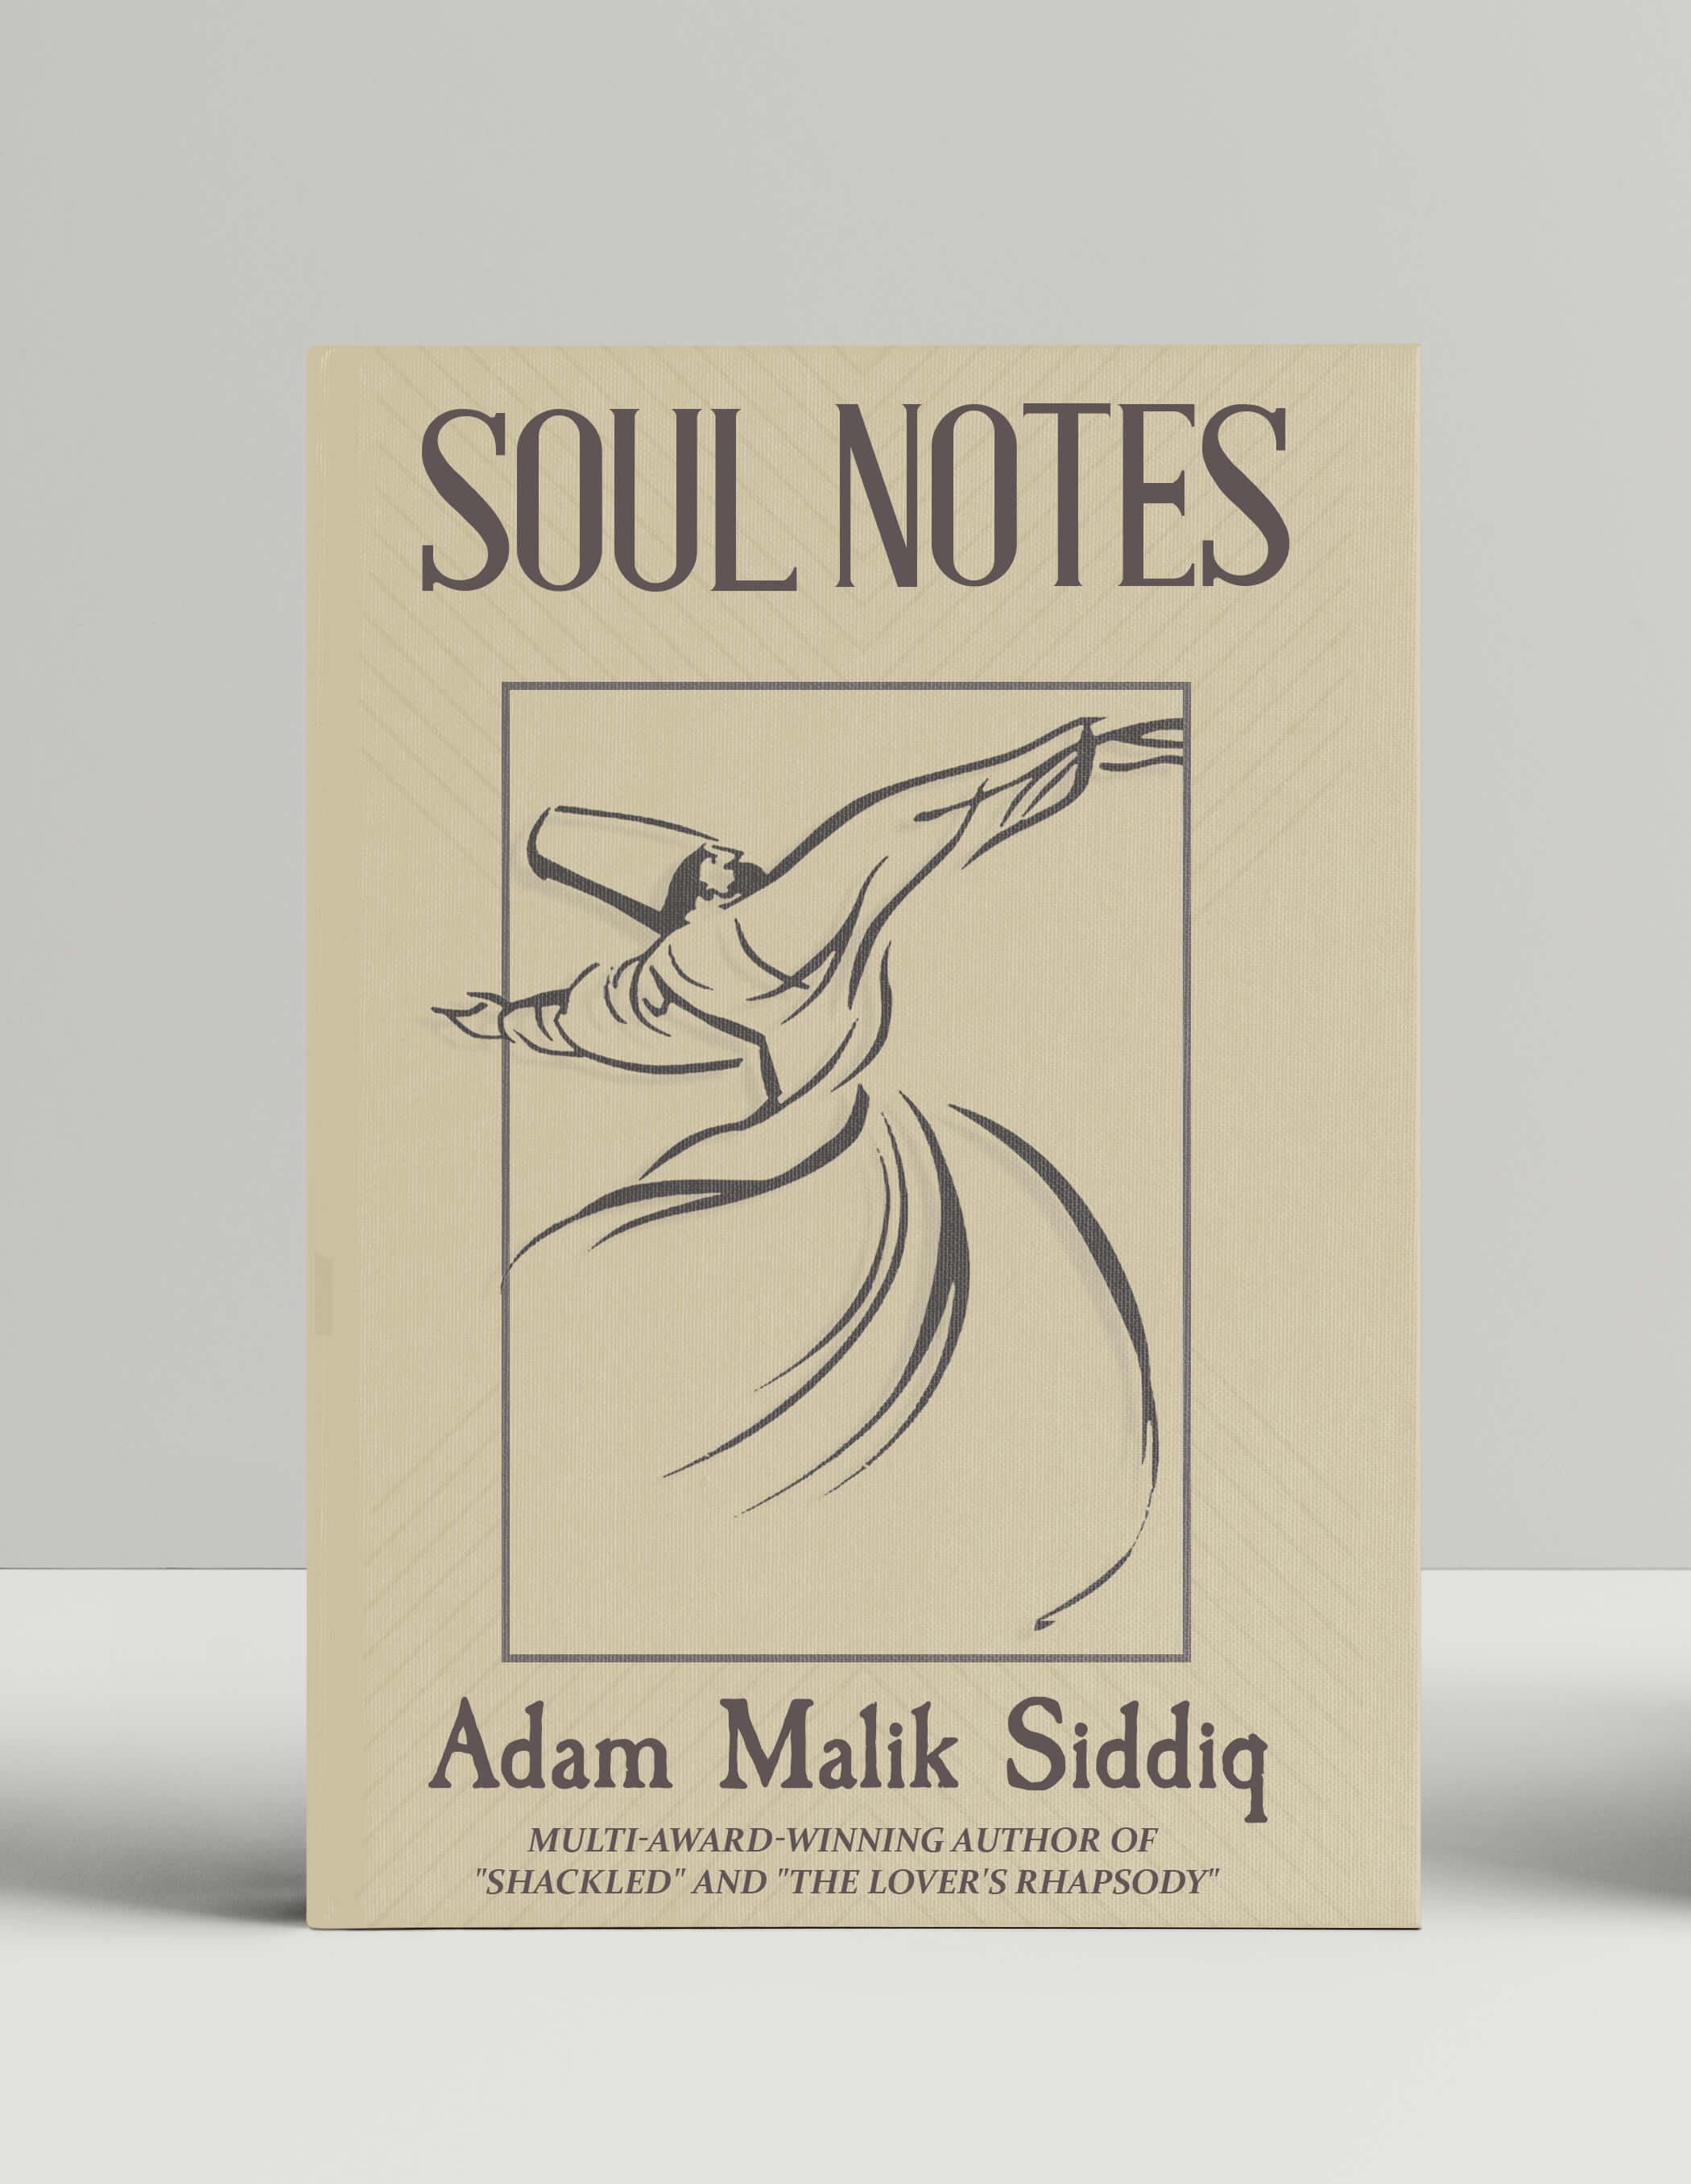 SOUL NOTES
Adam Malik Siddiq
MULTI-AWARD-WINNING AUTHOR OF
"SHACKLED" AND "THE LOVER'S RHAPSODY"